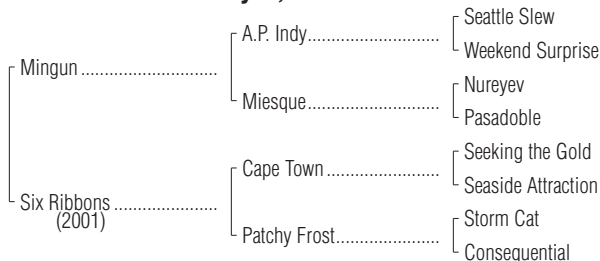 Seattle Slew
A.P. Indy
Weekend Surprise
Mingun
Nureyev
Miesque
Pasadoble
Seeking the Gold
Cape Town
Seaside Attraction
Six Ribbons
(2001)
Storm Cat
Patchy Frost
Consequential